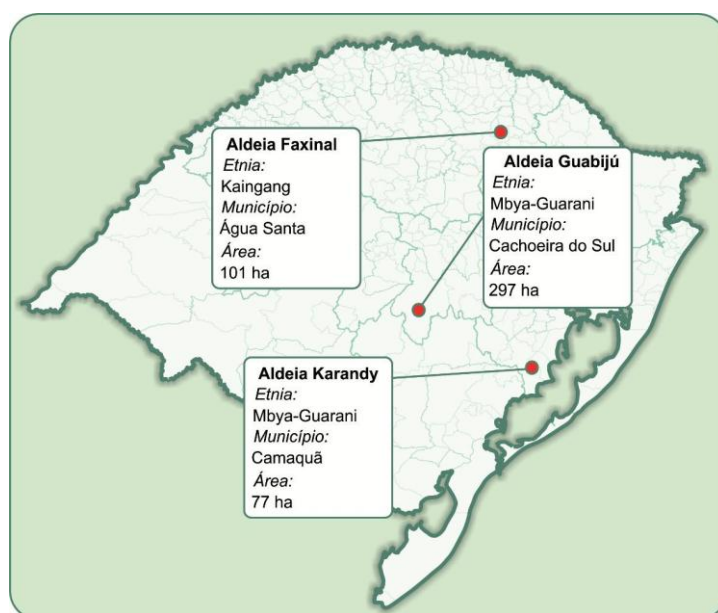 Aldeia Faxinal
Etnia:
Kaingang
Município:
Água Santa
Área:
101 ha
Aldeia Guabijú
Etnia:
Mbya-Guarani
Município:
Cachoeira do Sul
Área:
297 ha
Aldeia Karandy
Etnia:
Mbya-Guarani
Município:
Camaquã
Área:
77 ha